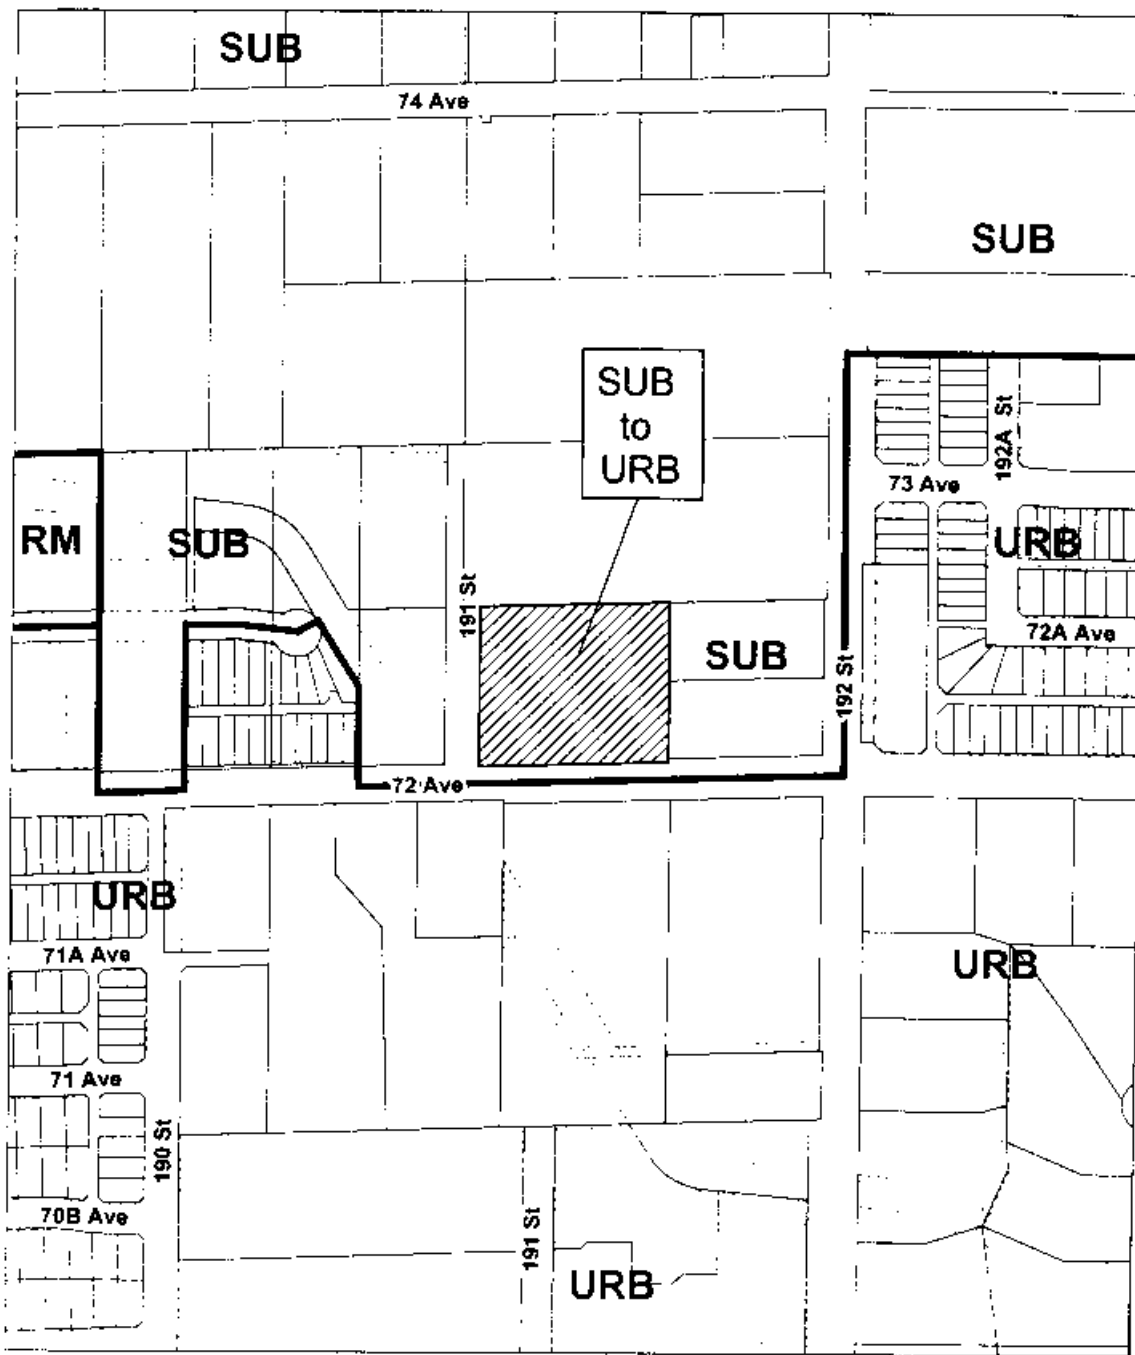 SUB
74 Ave
SUB
SUB
to
URB
192A St
73 Ave
RM
SUB
URB
191 St
72A Ave
SUB
192 St
72 Ave
URB
71A Ave
URB
71 Ave
190 St
70B Ave
191 St
URB